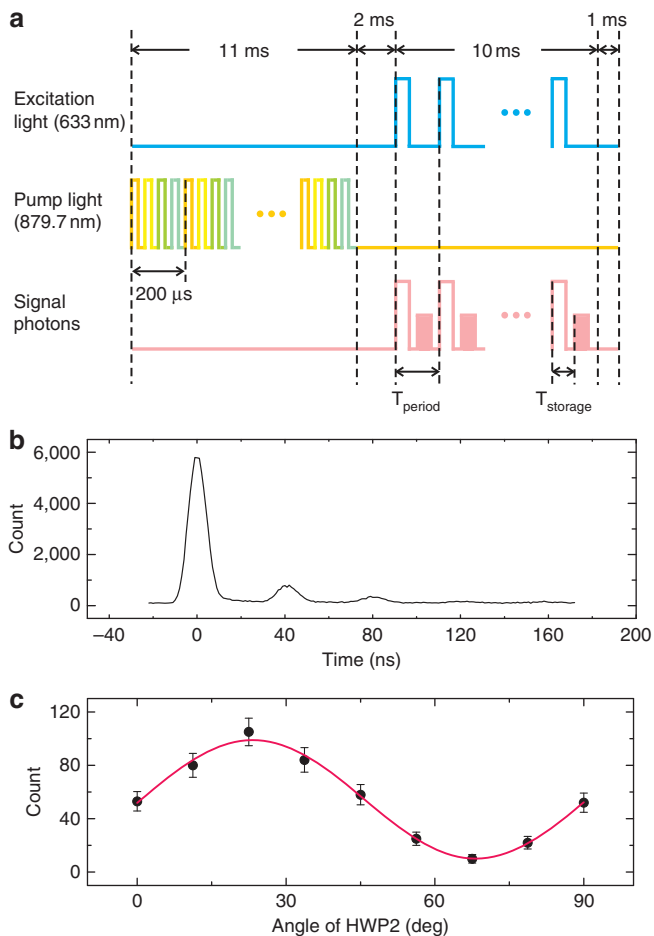 a
2 ms
1 ms
11 ms
10 ms
Excitation
light (633 nm)
Pump light
(879.7 nm)
200 µs
Signal
photons
T_period
T_storage
b
6,000
4,000
2,000
0
Count
−40
0
40
80
120
160
200
Time (ns)
c
120
80
40
0
Count
0
30
60
90
Angle of HWP2 (deg)